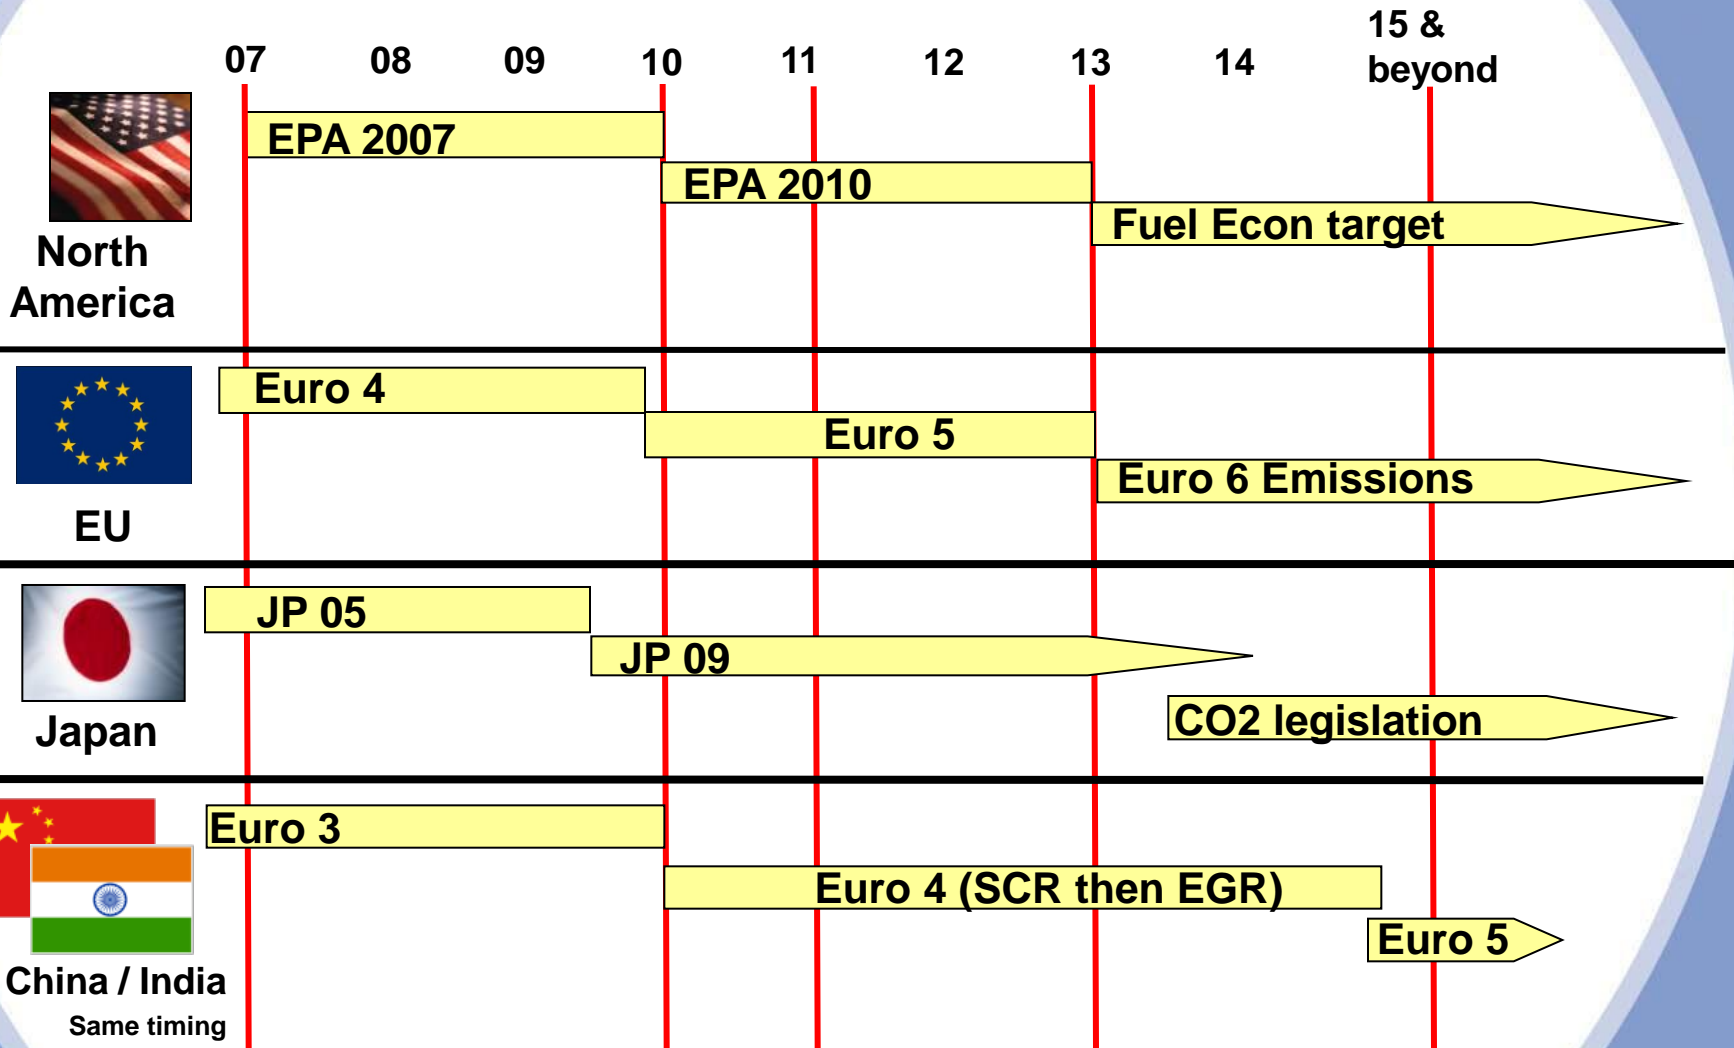 15 &
beyond
07 08 09 10 11 12 13 14
EPA 2007
EPA 2010
Fuel Econ target
North
America
Euro 4
Euro 5
Euro 6 Emissions
EU
JP 05
JP 09
CO2 legislation
Japan
Euro 3
Euro 4 (SCR then EGR)
Euro 5
China / India
Same timing